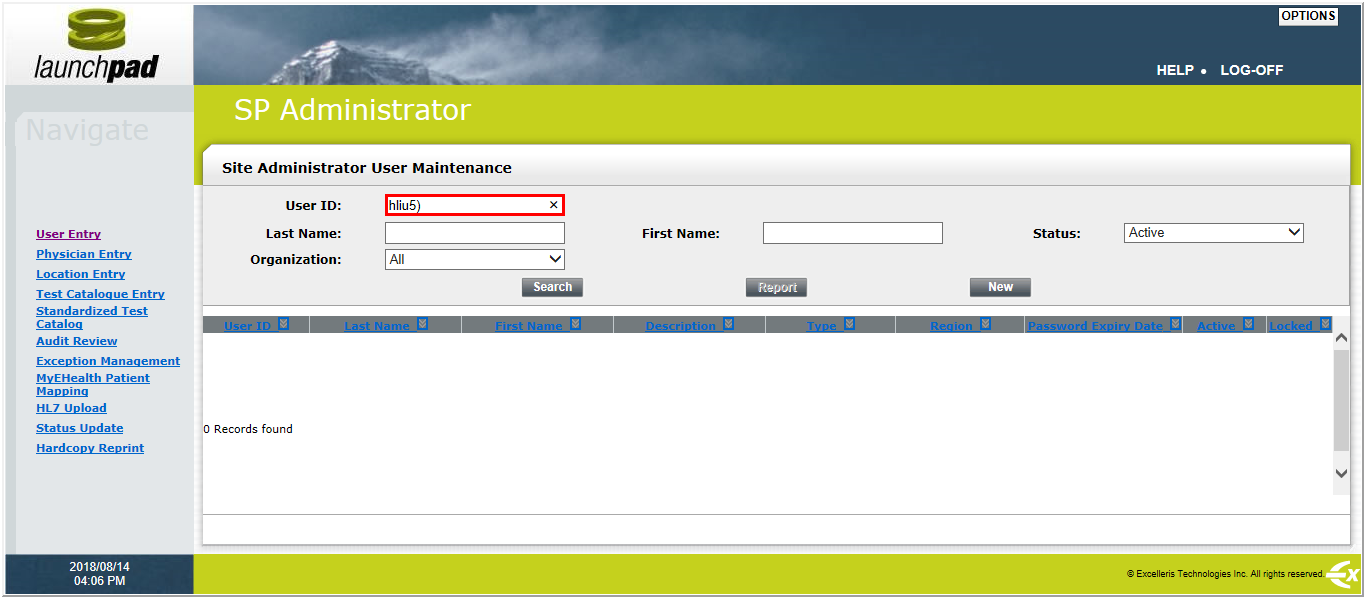 OPTIONS
launchpad
HELP • LOG-OFF
SP Administrator
Navigate
Site Administrator User Maintenance
User ID: hliu5) ×
Last Name: First Name: Status: Active
Organization: All
Search Report New
User ID Last Name First Name Description Type Region Password Expiry Date Active Locked
0 Records found
User Entry
Physician Entry
Location Entry
Test Catalogue Entry
Standardized Test
Catalog
Audit Review
Exception Management
MyEHealth Patient
Mapping
HL7 Upload
Status Update
Hardcopy Reprint
2018/08/14
04:06 PM
© Excelleris Technologies Inc. All rights reserved.